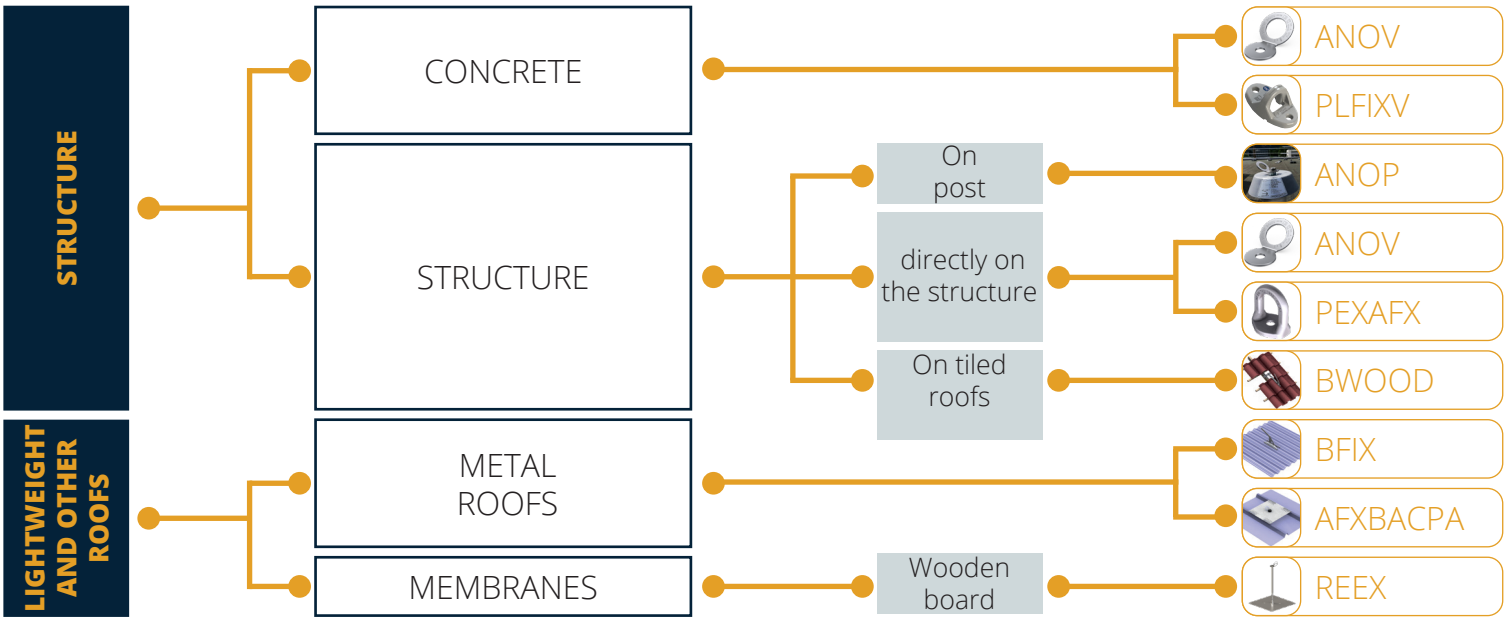 STRUCTURE
CONCRETE
ANOV
PLFIXV
STRUCTURE
On
post
ANOP
directly on
the structure
ANOV
PEXAFX
On tiled
roofs
BWOOD
LIGHTWEIGHT
AND OTHER
ROOFS
METAL
ROOFS
BFIX
AFXBACPA
MEMBRANES
Wooden
board
REEX